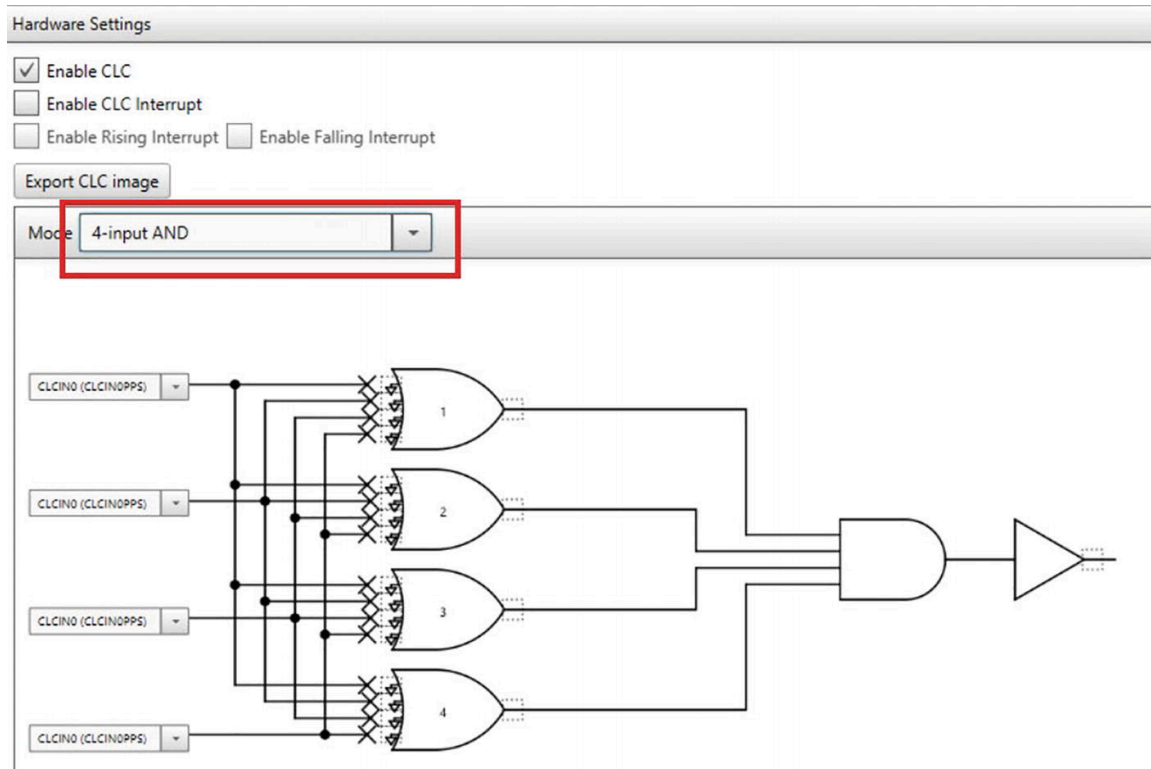 Hardware Settings
Enable CLC
Enable CLC Interrupt
Enable Rising Interrupt Enable Falling Interrupt
Export CLC image
Mode 4-input AND
CLCIN0 (CLCIN0PPS)
1
CLCIN0 (CLCIN0PPS)
2
CLCIN0 (CLCIN0PPS)
3
CLCIN0 (CLCIN0PPS)
4